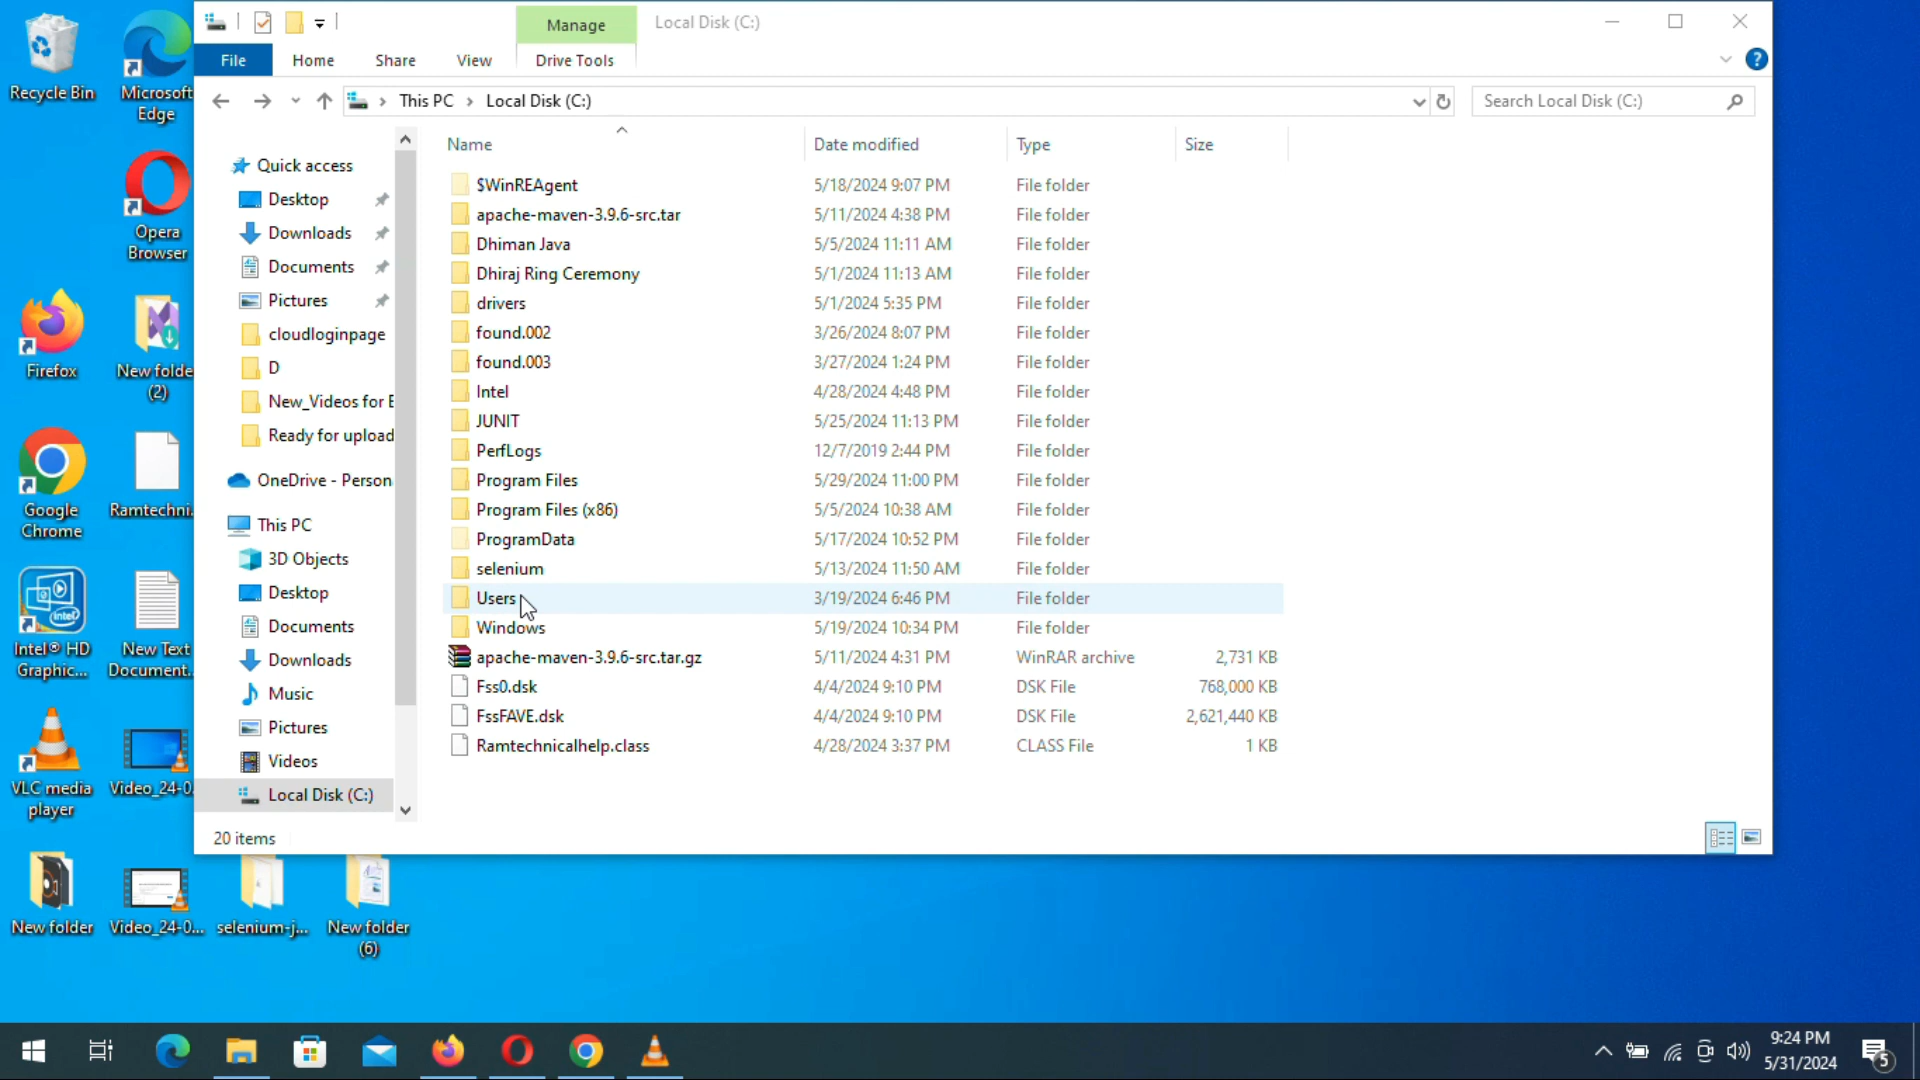 Manage
Local Disk (C:)
File
Home
Share
View
Drive Tools
This PC
Local Disk (C:)
Search Local Disk (C:)
Name
Date modified
Type
Size
Quick access
Desktop
Downloads
Documents
Pictures
cloudloginpage
D
New_Videos for E
Ready for upload
OneDrive - Person
This PC
3D Objects
Desktop
Documents
Downloads
Music
Pictures
Videos
Local Disk (C:)
$WinREAgent 5/18/2024 9:07 PM File folder
apache-maven-3.9.6-src.tar 5/11/2024 4:38 PM File folder
Dhiman Java 5/5/2024 11:11 AM File folder
Dhiraj Ring Ceremony 5/1/2024 11:13 AM File folder
drivers 5/1/2024 5:35 PM File folder
found.002 3/26/2024 8:07 PM File folder
found.003 3/27/2024 1:24 PM File folder
Intel 4/28/2024 4:48 PM File folder
JUNIT 5/25/2024 11:13 PM File folder
PerfLogs 12/7/2019 2:44 PM File folder
Program Files 5/29/2024 11:00 PM File folder
Program Files (x86) 5/5/2024 10:38 AM File folder
ProgramData 5/17/2024 10:52 PM File folder
selenium 5/13/2024 11:50 AM File folder
Users 3/19/2024 6:46 PM File folder
Windows 5/19/2024 10:34 PM File folder
apache-maven-3.9.6-src.tar.gz 5/11/2024 4:31 PM WinRAR archive 2,731 KB
Fss0.dsk 4/4/2024 9:10 PM DSK File 768,000 KB
FssFAVE.dsk 4/4/2024 9:10 PM DSK File 2,621,440 KB
Ramtechnicalhelp.class 4/28/2024 3:37 PM CLASS File 1 KB
20 items
Recycle Bin
Microsoft
Edge
Opera
Browser
Firefox
New folde
(2)
Google
Chrome
Ramtechni.
intel
Intel® HD
Graphic...
New Text
Document..
VLC media
player
Video_24-0.
New folder
Video_24-0...
selenium-j...
New folder
(6)
9:24 PM
5/31/2024
5